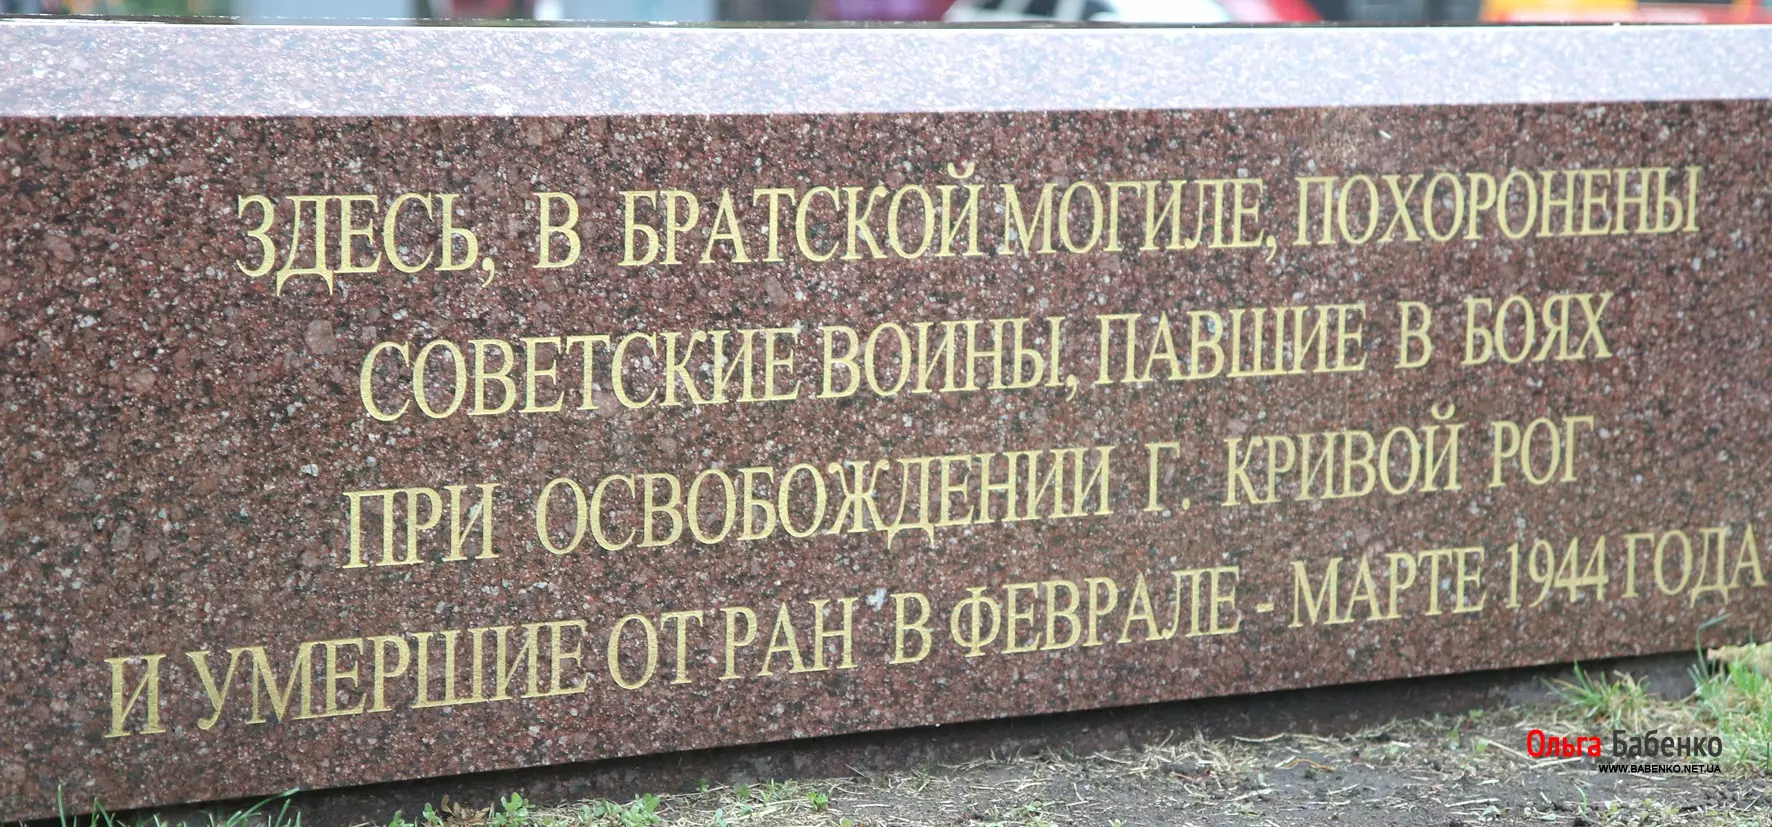 ЗДЕСЬ, В БРАТСКОЙ МОГИЛЕ, ПОХОРОНЕНЫ
СОВЕТСКИЕ ВОИНЫ, ПАВШИЕ В БОЯХ
ПРИ ОСВОБОЖДЕНИИ Г. КРИВОЙ РОГ
И УМЕРШИЕ ОТ РАН В ФЕВРАЛЕ - МАРТЕ 1944 ГОДА
Ольга Бабенко
WWW.BABENKO.NET.UA